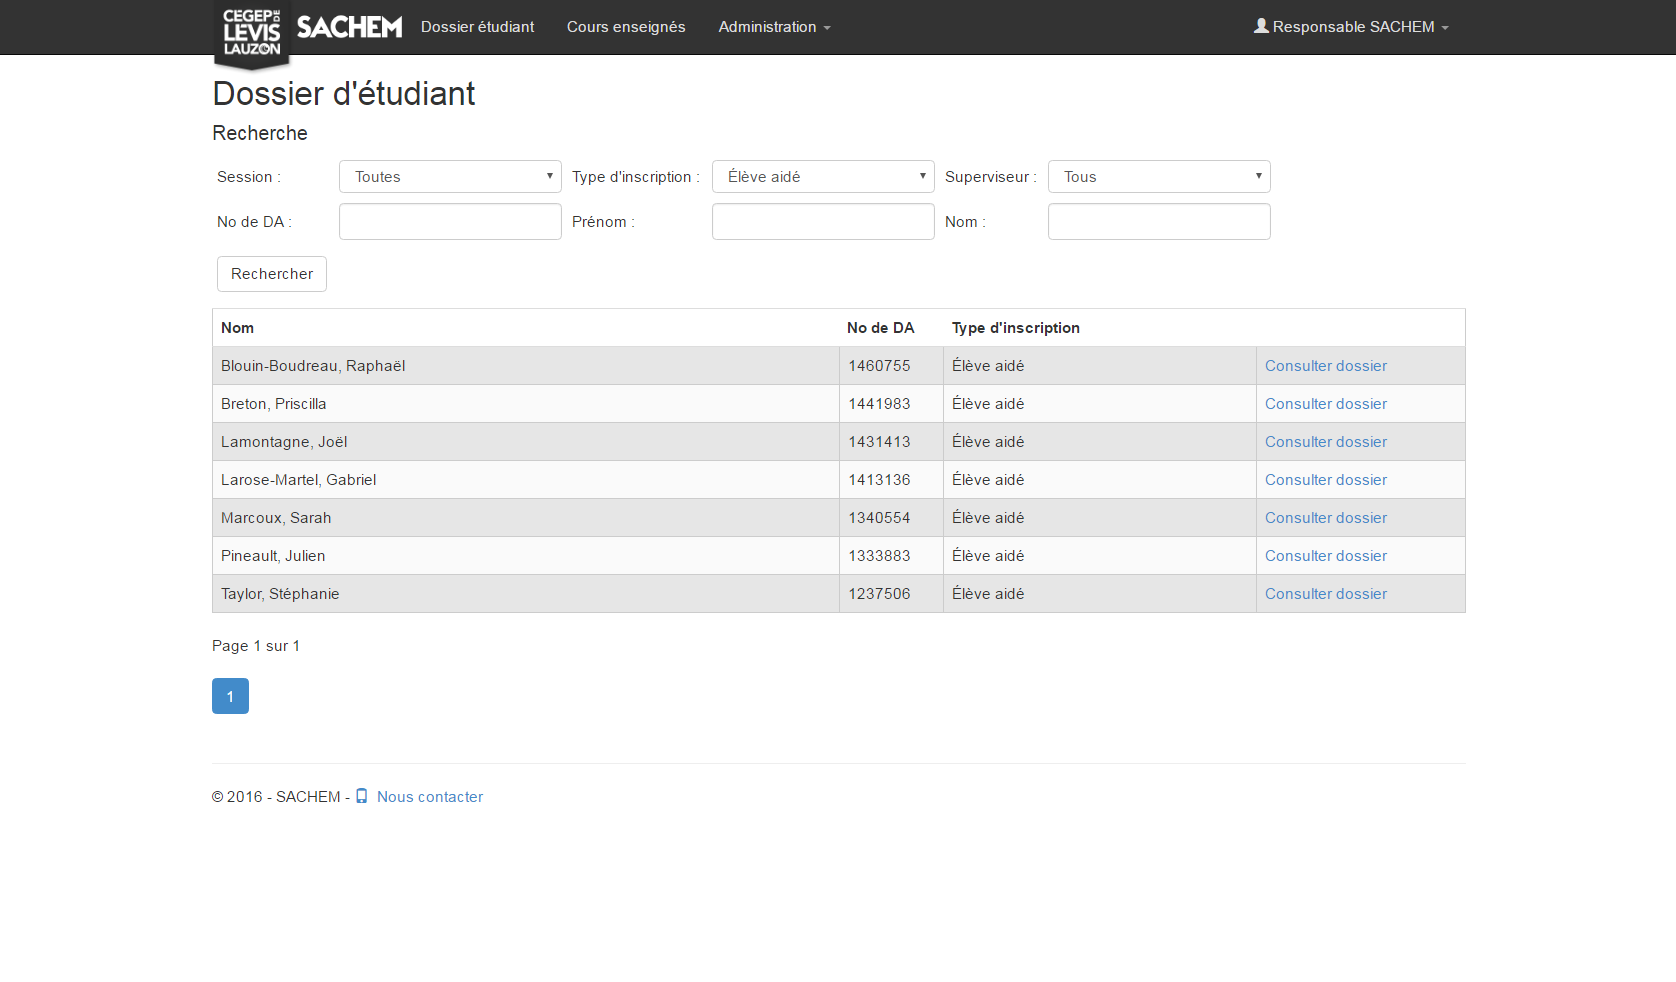 CEGEP DE LÉVIS LAUZON SACHEM Dossier étudiant Cours enseignés Administration Responsable SACHEM
Dossier d'étudiant
Recherche
Session : Toutes Type d'inscription : Élève aidé Superviseur : Tous
No de DA : Prénom : Nom :
Rechercher
Nom No de DA Type d'inscription
Blouin-Boudreau, Raphaël 1460755 Élève aidé Consulter dossier
Breton, Priscilla 1441983 Élève aidé Consulter dossier
Lamontagne, Joël 1431413 Élève aidé Consulter dossier
Larose-Martel, Gabriel 1413136 Élève aidé Consulter dossier
Marcoux, Sarah 1340554 Élève aidé Consulter dossier
Pineault, Julien 1333883 Élève aidé Consulter dossier
Taylor, Stéphanie 1237506 Élève aidé Consulter dossier
Page 1 sur 1
1
© 2016 - SACHEM - Nous contacter